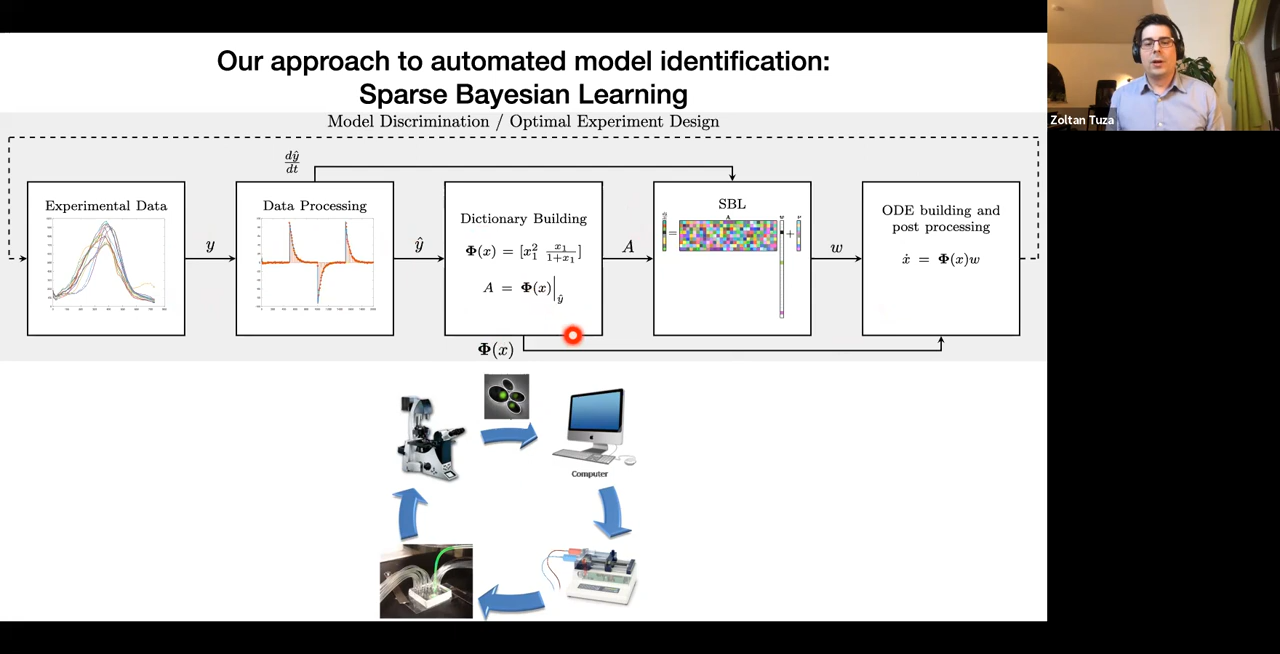 Our approach to automated model identification:
Sparse Bayesian Learning
Model Discrimination / Optimal Experiment Design
dŷ/dt
Experimental Data
y
Data Processing
ŷ
Dictionary Building
Φ(x) = [x₁² x₁/(1+x₁)]
A = Φ(x)|ŷ
Φ(x)
A
SBL
A
=
+
w
ODE building and
post processing
ẋ = Φ(x)w
Computer
Zoltan Tuza